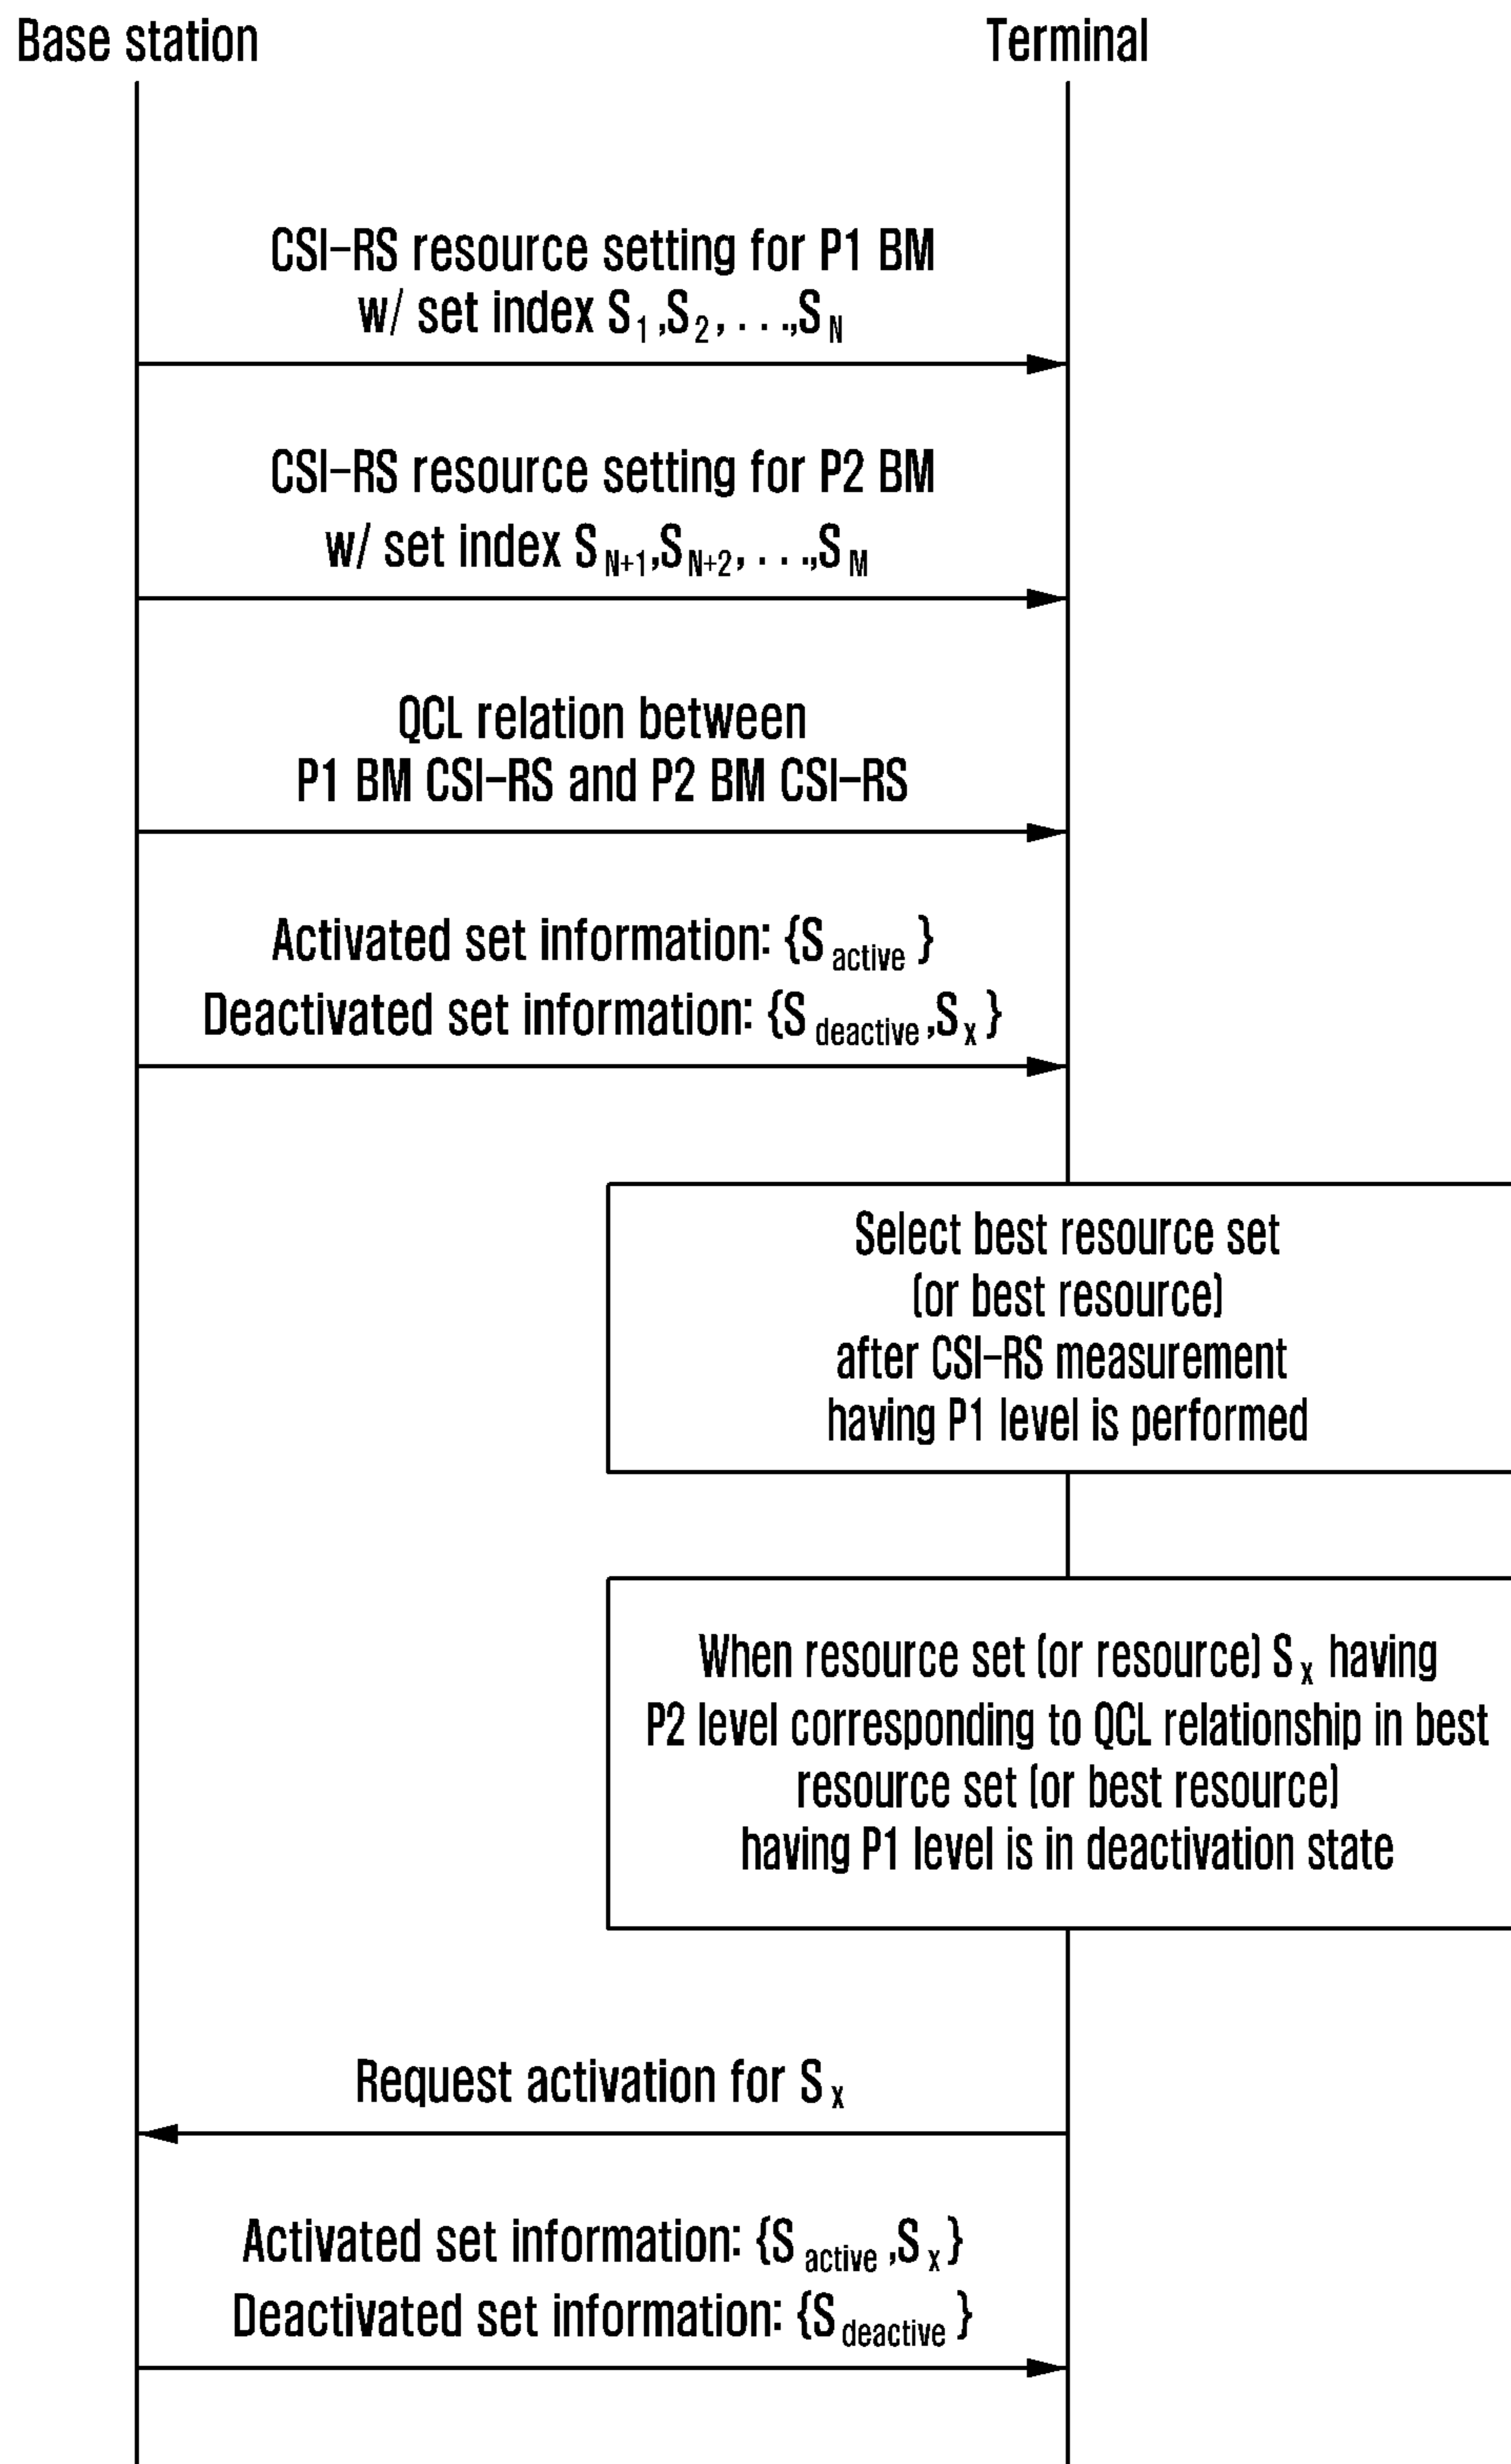 Base station
Terminal
CSI-RS resource setting for P1 BM
w/ set index S1,S2, . . .,SN
CSI-RS resource setting for P2 BM
w/ set index SN+1,SN+2, . . .,SM
QCL relation between
P1 BM CSI-RS and P2 BM CSI-RS
Activated set information: {Sactive }
Deactivated set information: {Sdeactive ,Sx }
Select best resource set
(or best resource)
after CSI-RS measurement
having P1 level is performed
When resource set (or resource) Sx having
P2 level corresponding to QCL relationship in best
resource set (or best resource)
having P1 level is in deactivation state
Request activation for Sx
Activated set information: {Sactive ,Sx }
Deactivated set information: {Sdeactive }